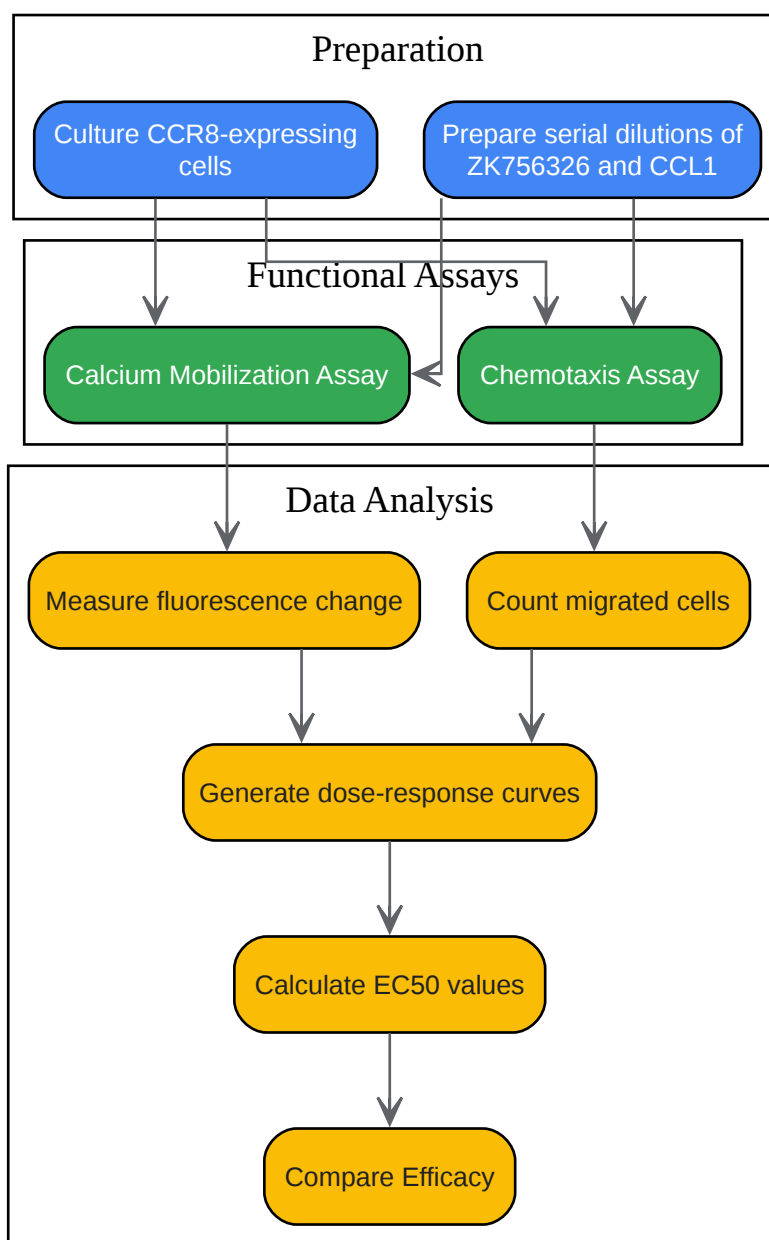 Preparation
Culture CCR8-expressing
cells
Prepare serial dilutions of
ZK756326 and CCL1
Functional Assays
Calcium Mobilization Assay
Chemotaxis Assay
Data Analysis
Measure fluorescence change
Count migrated cells
Generate dose-response curves
Calculate EC50 values
Compare Efficacy